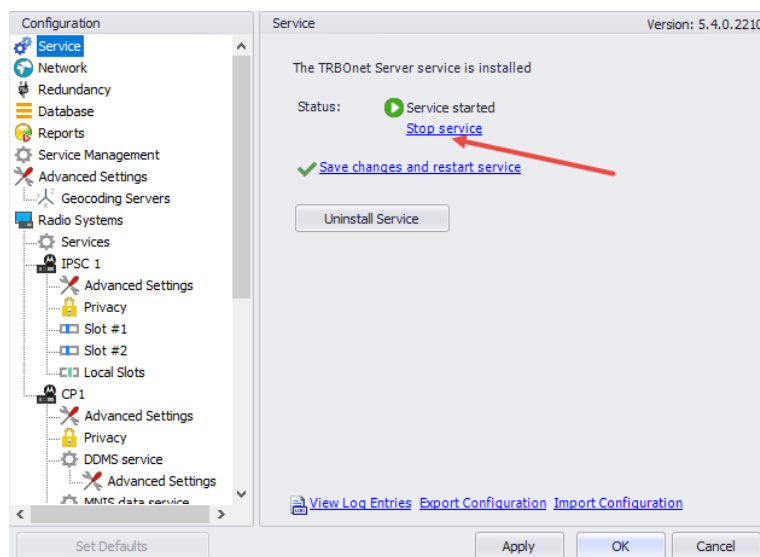 Configuration
Service
Network
Redundancy
Database
Reports
Service Management
Advanced Settings
Geocoding Servers
Radio Systems
Services
IPSC 1
Advanced Settings
Privacy
Slot #1
Slot #2
Local Slots
CP1
Advanced Settings
Privacy
DDMS service
Advanced Settings
MNIS data service
Set Defaults
Service Version: 5.4.0.2210
The TRBOnet Server service is installed
Status: Service started
Stop service
Save changes and restart service
Uninstall Service
View Log Entries Export Configuration Import Configuration
Apply OK Cancel